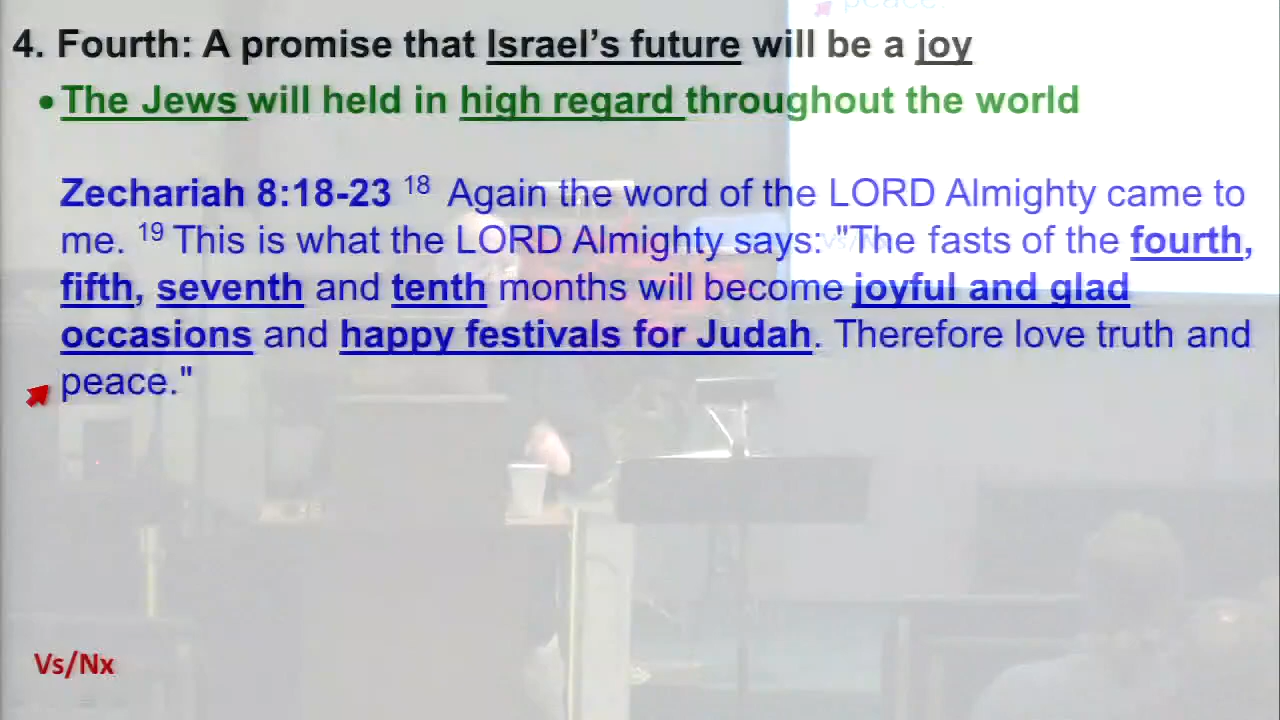 peace.
4. Fourth: A promise that Israel's future will be a joy
• The Jews will held in high regard throughout the world
Zechariah 8:18-23 18 Again the word of the LORD Almighty came to
me. 19 This is what the LORD Almighty says: "The fasts of the fourth,
fifth, seventh and tenth months will become joyful and glad
occasions and happy festivals for Judah. Therefore love truth and
peace."
Vs/Nx
Vs/Nx